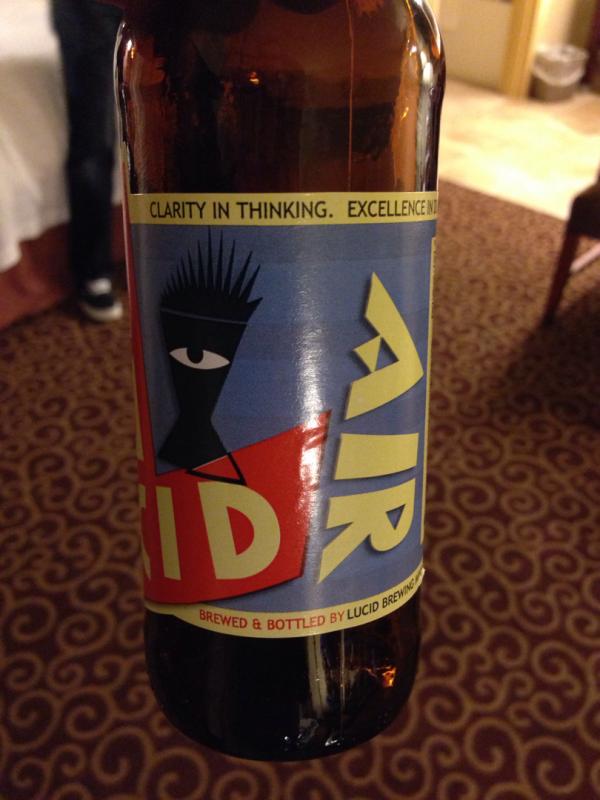 CLARITY IN THINKING. EXCELLENCE IN
CID
AIR
BREWED & BOTTLED BY LUCID BREWING